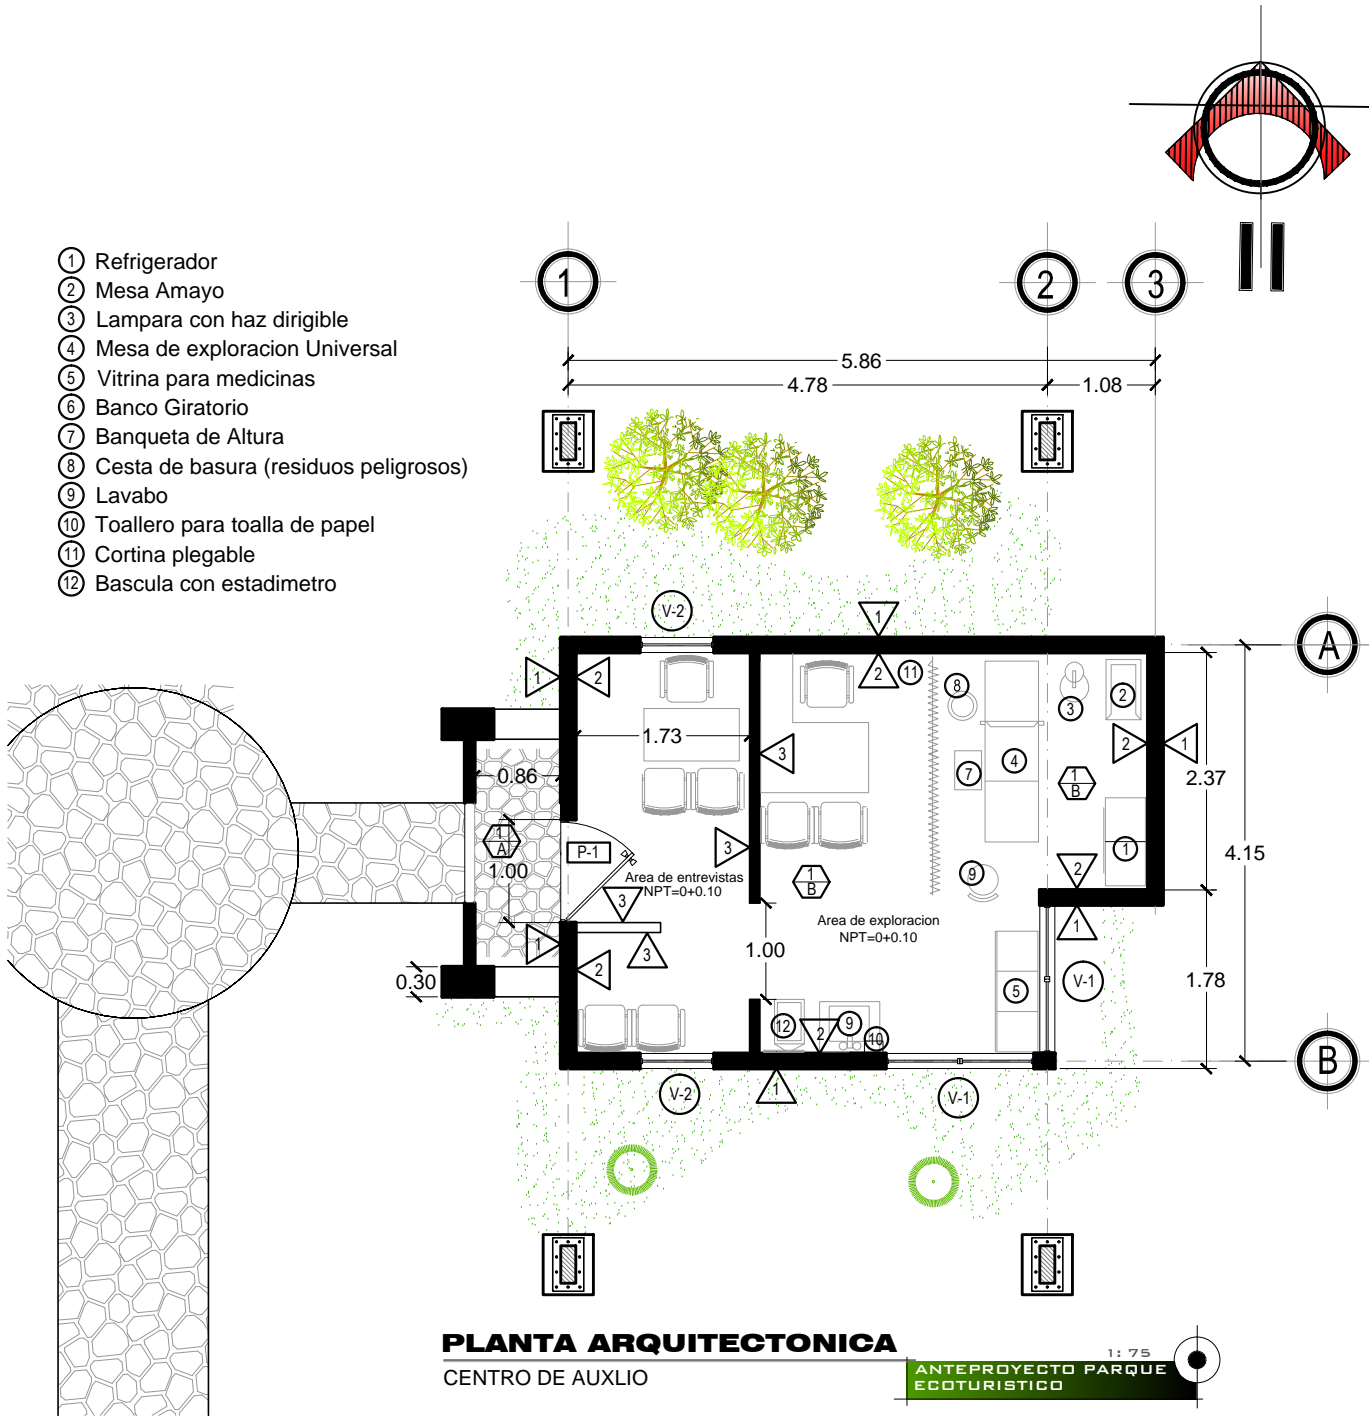 1 Refrigerador
2 Mesa Amayo
3 Lampara con haz dirigible
4 Mesa de exploracion Universal
5 Vitrina para medicinas
6 Banco Giratorio
7 Banqueta de Altura
8 Cesta de basura (residuos peligrosos)
9 Lavabo
10 Toallero para toalla de papel
11 Cortina plegable
12 Bascula con estadimetro
1 2 3
5.86
4.78 1.08
V-2
1
A
2 11
1 2
8
3
2
1.73
3
2 1
0.86
4
7
1
B
2.37
1
A
P-1
3
1
4.15
1.00
Area de entrevistas
NPT=0+0.10
1
B
9
2
3
Area de exploracion
NPT=0+0.10
1
1 3
1.00
2
0.30
5
V-1
1.78
12 2 9 10
B
V-2
1
V-1
PLANTA ARQUITECTONICA
CENTRO DE AUXLIO
1: 75
ANTEPROYECTO PARQUE
ECOTURISTICO